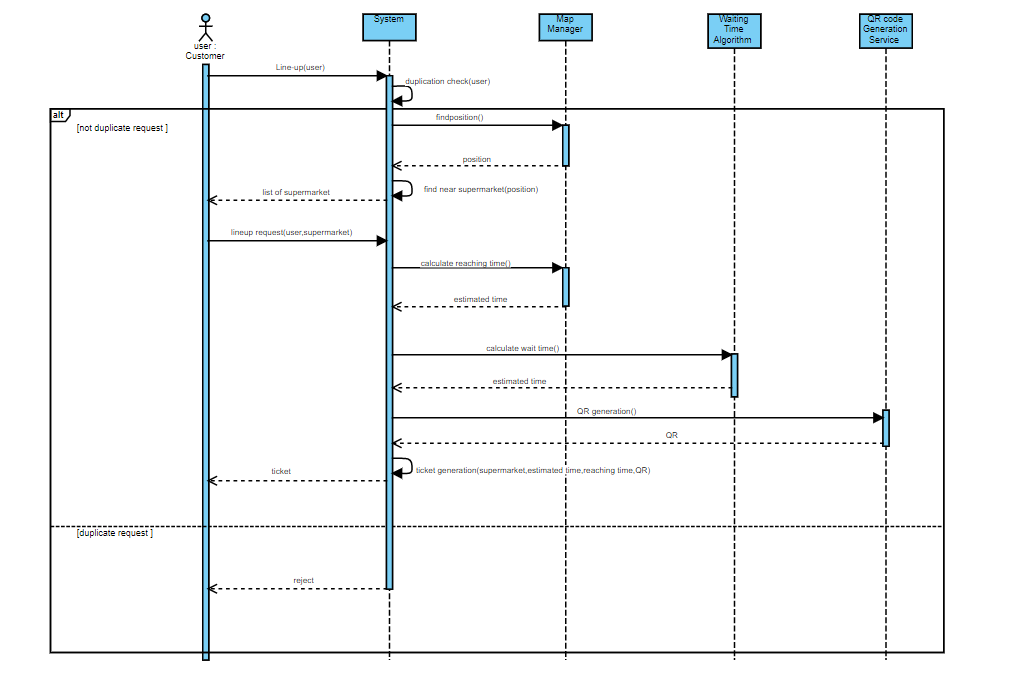 user :
Customer
System
Map
Manager
Waiting
Time
Algorithm
QR code
Generation
Service
Line-up(user)
duplication check(user)
alt
[not duplicate request ]
findposition()
position
find near supermarket(position)
list of supermarket
lineup request(user,supermarket)
calculate reaching time()
estimated time
calculate wait time()
estimated time
QR generation()
QR
ticket generation(supermarket,estimated time,reaching time,QR)
ticket
[duplicate request ]
reject